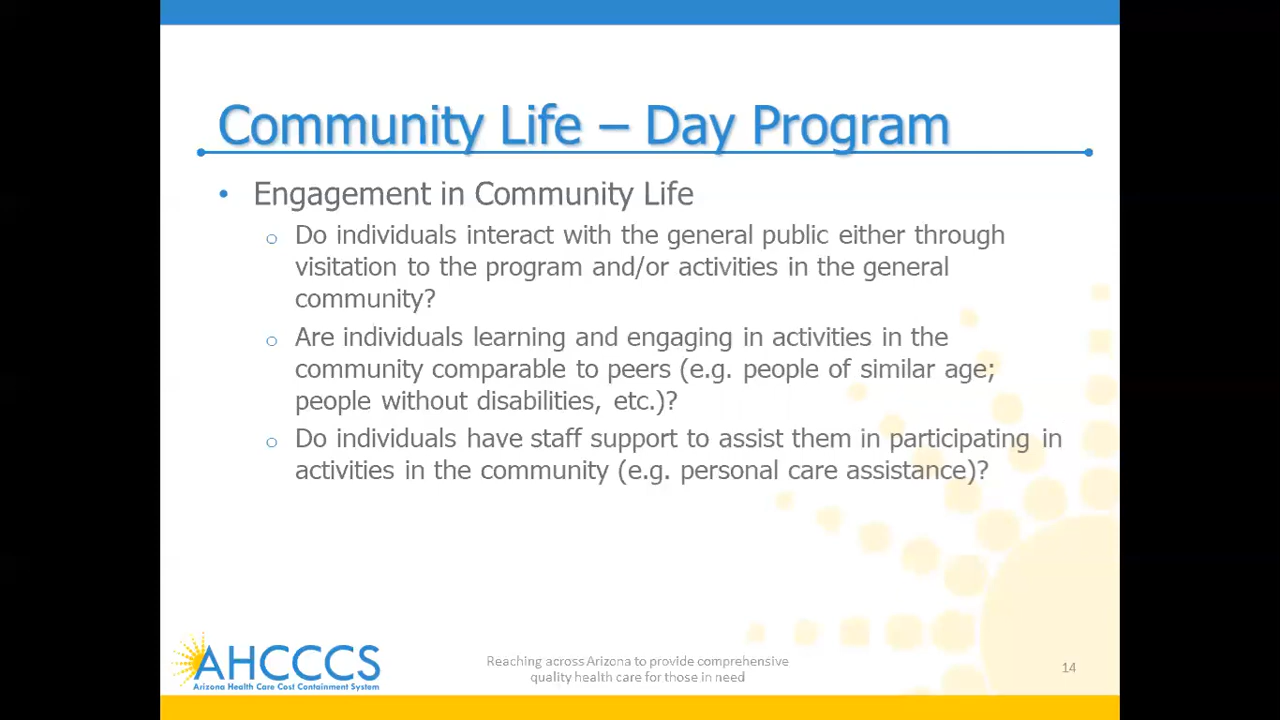 Community Life – Day Program
• Engagement in Community Life
o Do individuals interact with the general public either through
visitation to the program and/or activities in the general
community?
o Are individuals learning and engaging in activities in the
community comparable to peers (e.g. people of similar age;
people without disabilities, etc.)?
o Do individuals have staff support to assist them in participating in
activities in the community (e.g. personal care assistance)?
AHCCCS
Arizona Health Care Cost Containment System
Reaching across Arizona to provide comprehensive
quality health care for those in need
14